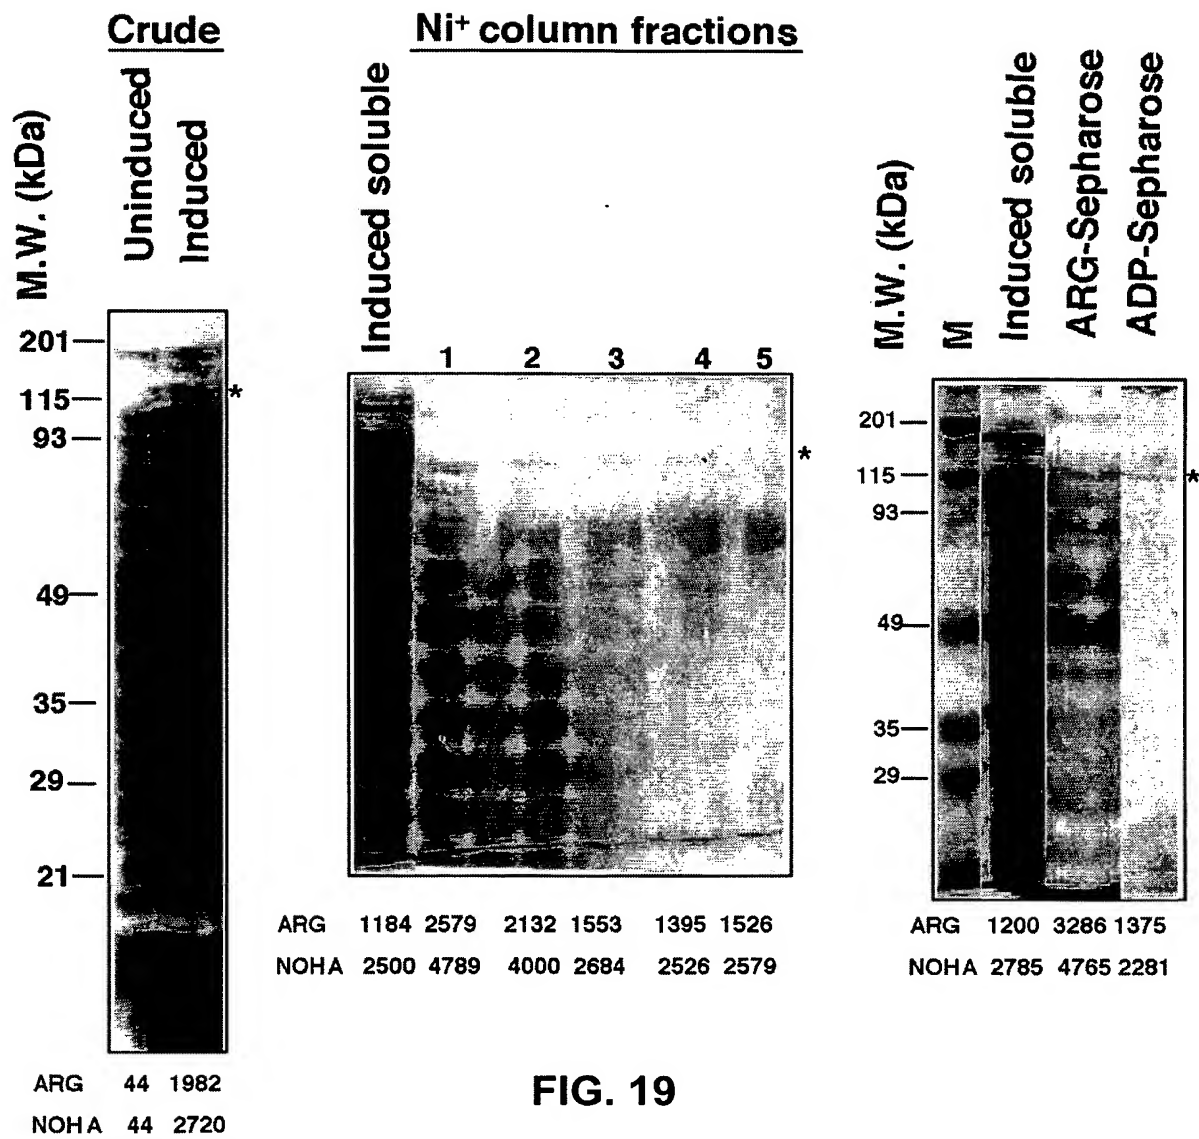 Crude
Ni+ column fractions
M.W. (kDa)
Uninduced
Induced
Induced soluble
1 2 3 4 5
M.W. (kDa)
M
Induced soluble
ARG-Sepharose
ADP-Sepharose
201
115
93
49
35
29
21
*
*
201
115
93
49
35
29
*
ARG 1184 2579 2132 1553 1395 1526
NOHA 2500 4789 4000 2684 2526 2579
ARG 1200 3286 1375
NOHA 2785 4765 2281
ARG 44 1982
NOHA 44 2720
FIG. 19